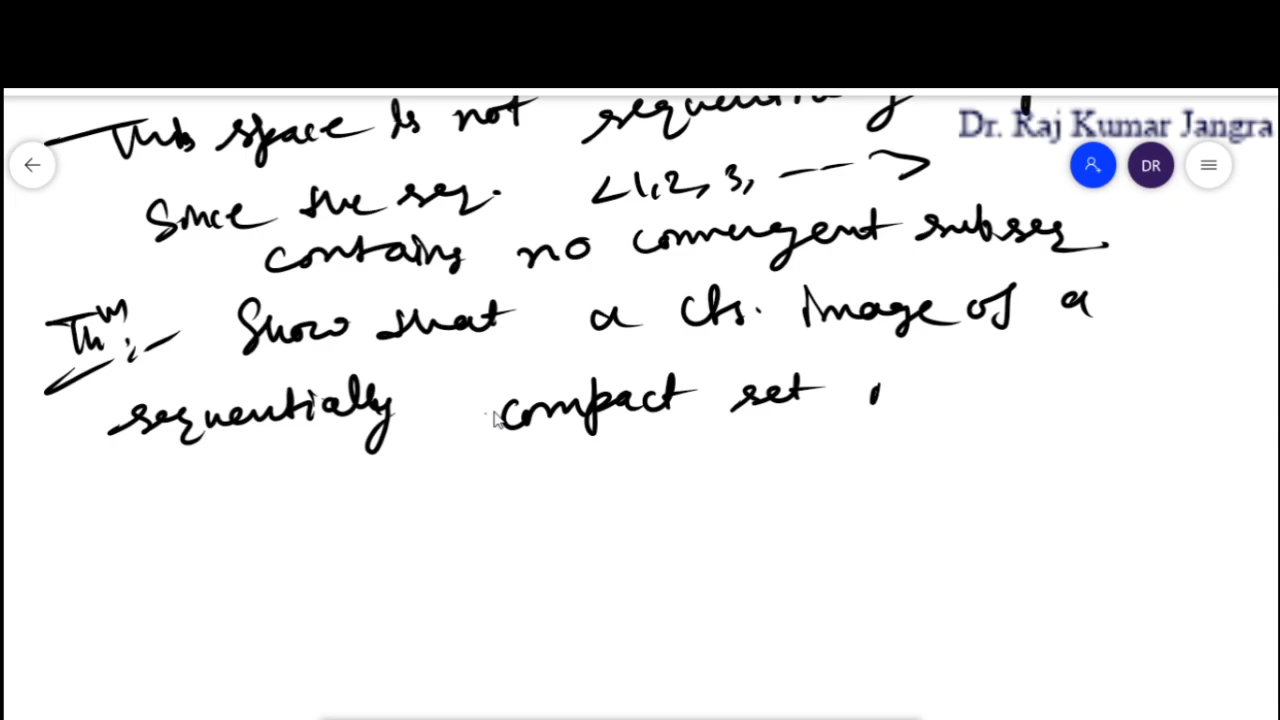 This space is not sequentially
Dr. Raj Kumar Jangra
DR
Since the seq. <1, 2, 3, ---->
contains no convergent subseq.
Thm:- Show that a cts. image of a
sequentially compact set